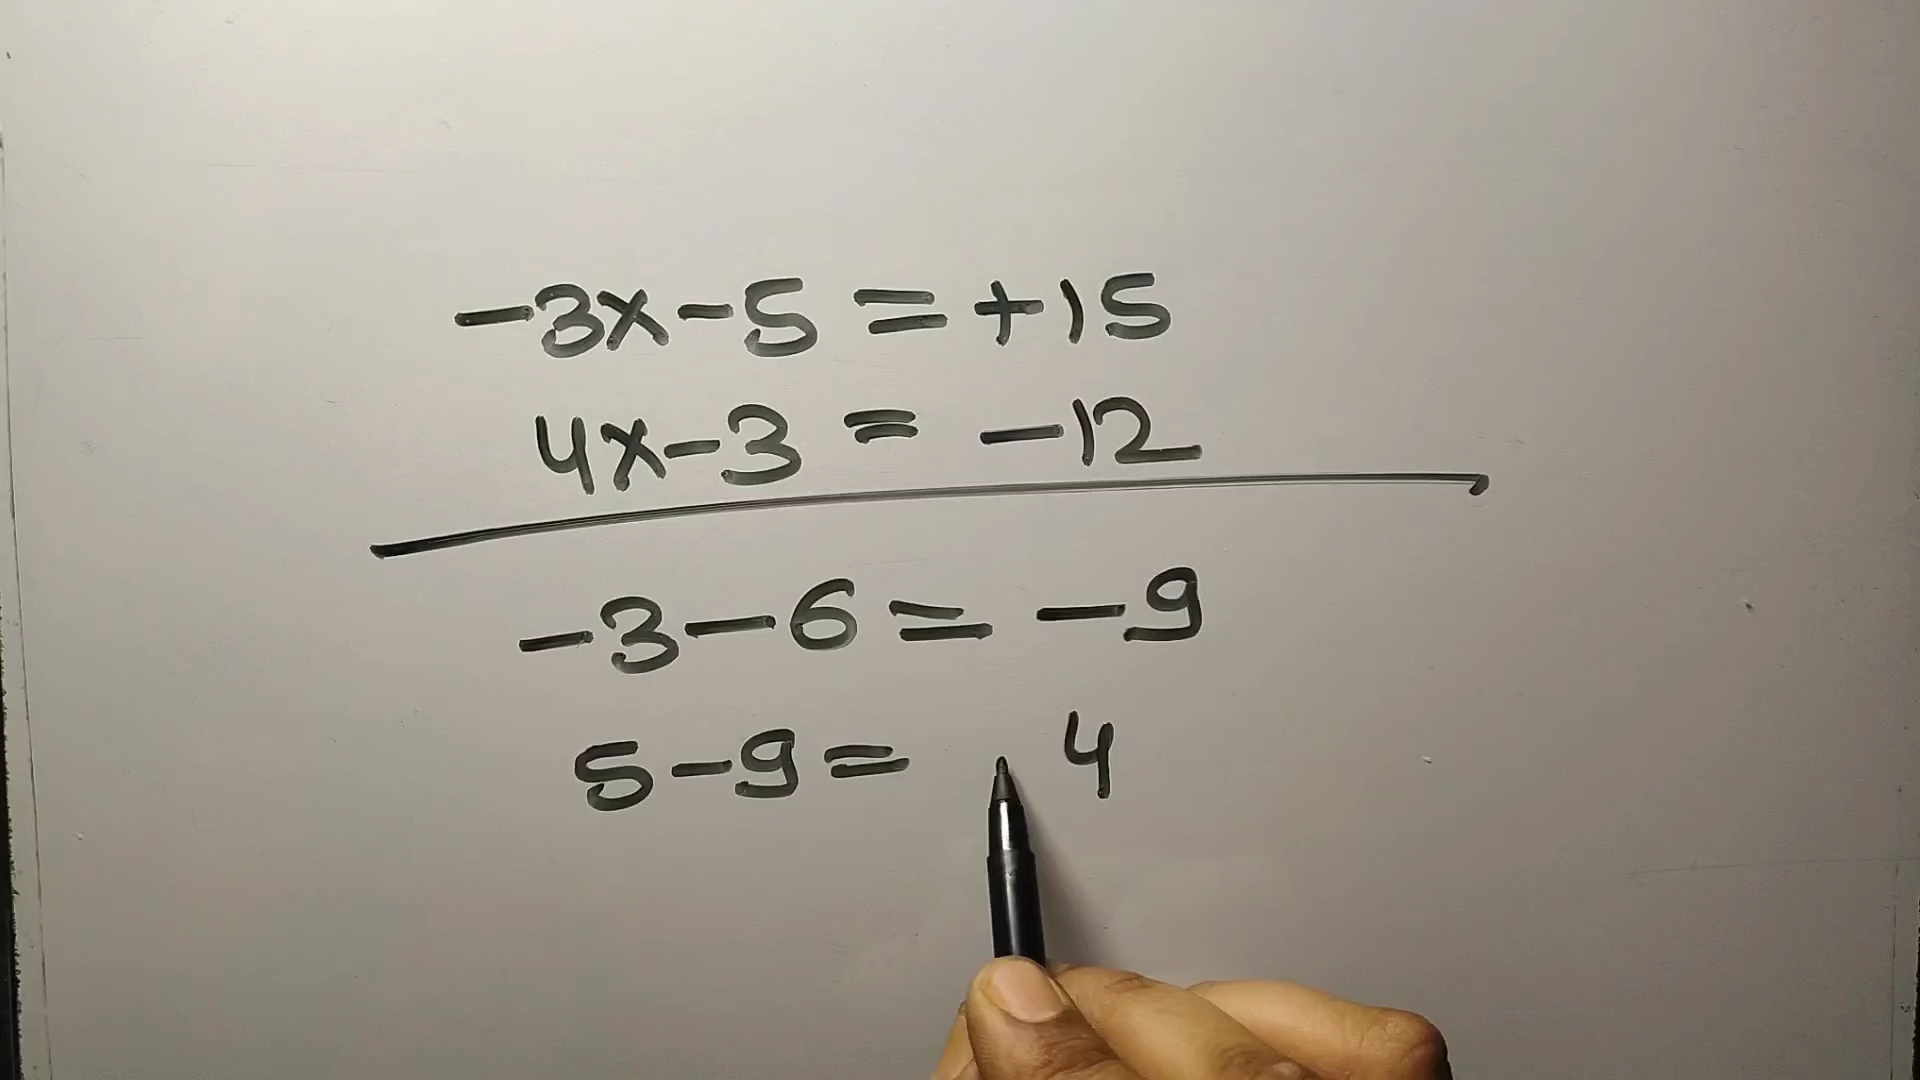 -3x-5 = +15
4x-3 = -12
-3-6 = -9
5-9 = 4